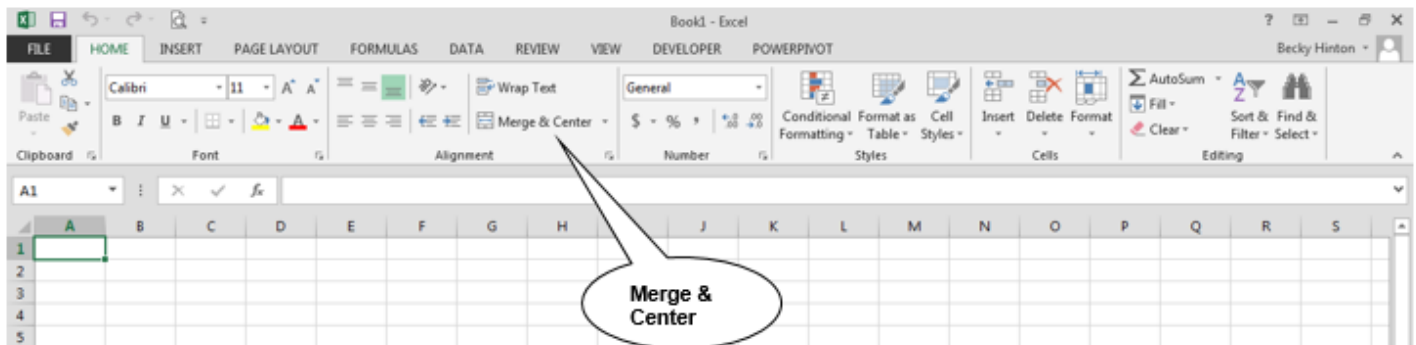 Book1 - Excel
FILE HOME INSERT PAGE LAYOUT FORMULAS DATA REVIEW VIEW DEVELOPER POWERPIVOT Becky Hinton
Calibri 11 A A Wrap Text General AutoSum
Paste B I U A Merge & Center $ % , Conditional Formatting Format as Table Cell Styles Insert Delete Format Fill Clear Sort & Filter Find & Select
Clipboard Font Alignment Number Styles Cells Editing
A1 fx
A B C D E F G H J K L M N O P Q R S
1
2
3
4
5
Merge &
Center